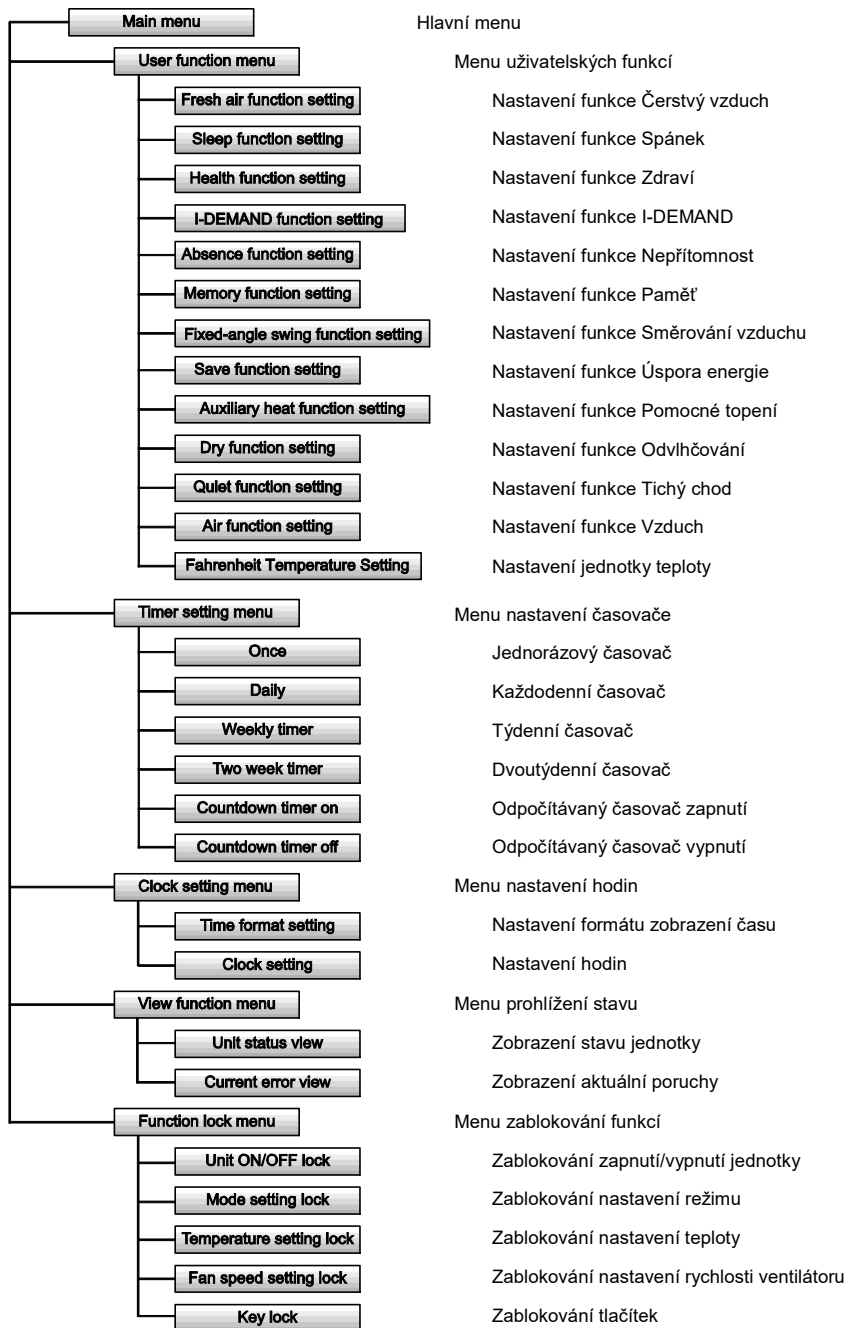 Main menu Hlavní menu
User function menu Menu uživatelských funkcí
Fresh air function setting Nastavení funkce Čerstvý vzduch
Sleep function setting Nastavení funkce Spánek
Health function setting Nastavení funkce Zdraví
I-DEMAND function setting Nastavení funkce I-DEMAND
Absence function setting Nastavení funkce Nepřítomnost
Memory function setting Nastavení funkce Paměť
Fixed-angle swing function setting Nastavení funkce Směrování vzduchu
Save function setting Nastavení funkce Úspora energie
Auxiliary heat function setting Nastavení funkce Pomocné topení
Dry function setting Nastavení funkce Odvlhčování
Quiet function setting Nastavení funkce Tichý chod
Air function setting Nastavení funkce Vzduch
Fahrenheit Temperature Setting Nastavení jednotky teploty
Timer setting menu Menu nastavení časovače
Once Jednorázový časovač
Daily Každodenní časovač
Weekly timer Týdenní časovač
Two week timer Dvoutýdenní časovač
Countdown timer on Odpočítávaný časovač zapnutí
Countdown timer off Odpočítávaný časovač vypnutí
Clock setting menu Menu nastavení hodin
Time format setting Nastavení formátu zobrazení času
Clock setting Nastavení hodin
View function menu Menu prohlížení stavu
Unit status view Zobrazení stavu jednotky
Current error view Zobrazení aktuální poruchy
Function lock menu Menu zablokování funkcí
Unit ON/OFF lock Zablokování zapnutí/vypnutí jednotky
Mode setting lock Zablokování nastavení režimu
Temperature setting lock Zablokování nastavení teploty
Fan speed setting lock Zablokování nastavení rychlosti ventilátoru
Key lock Zablokování tlačítek